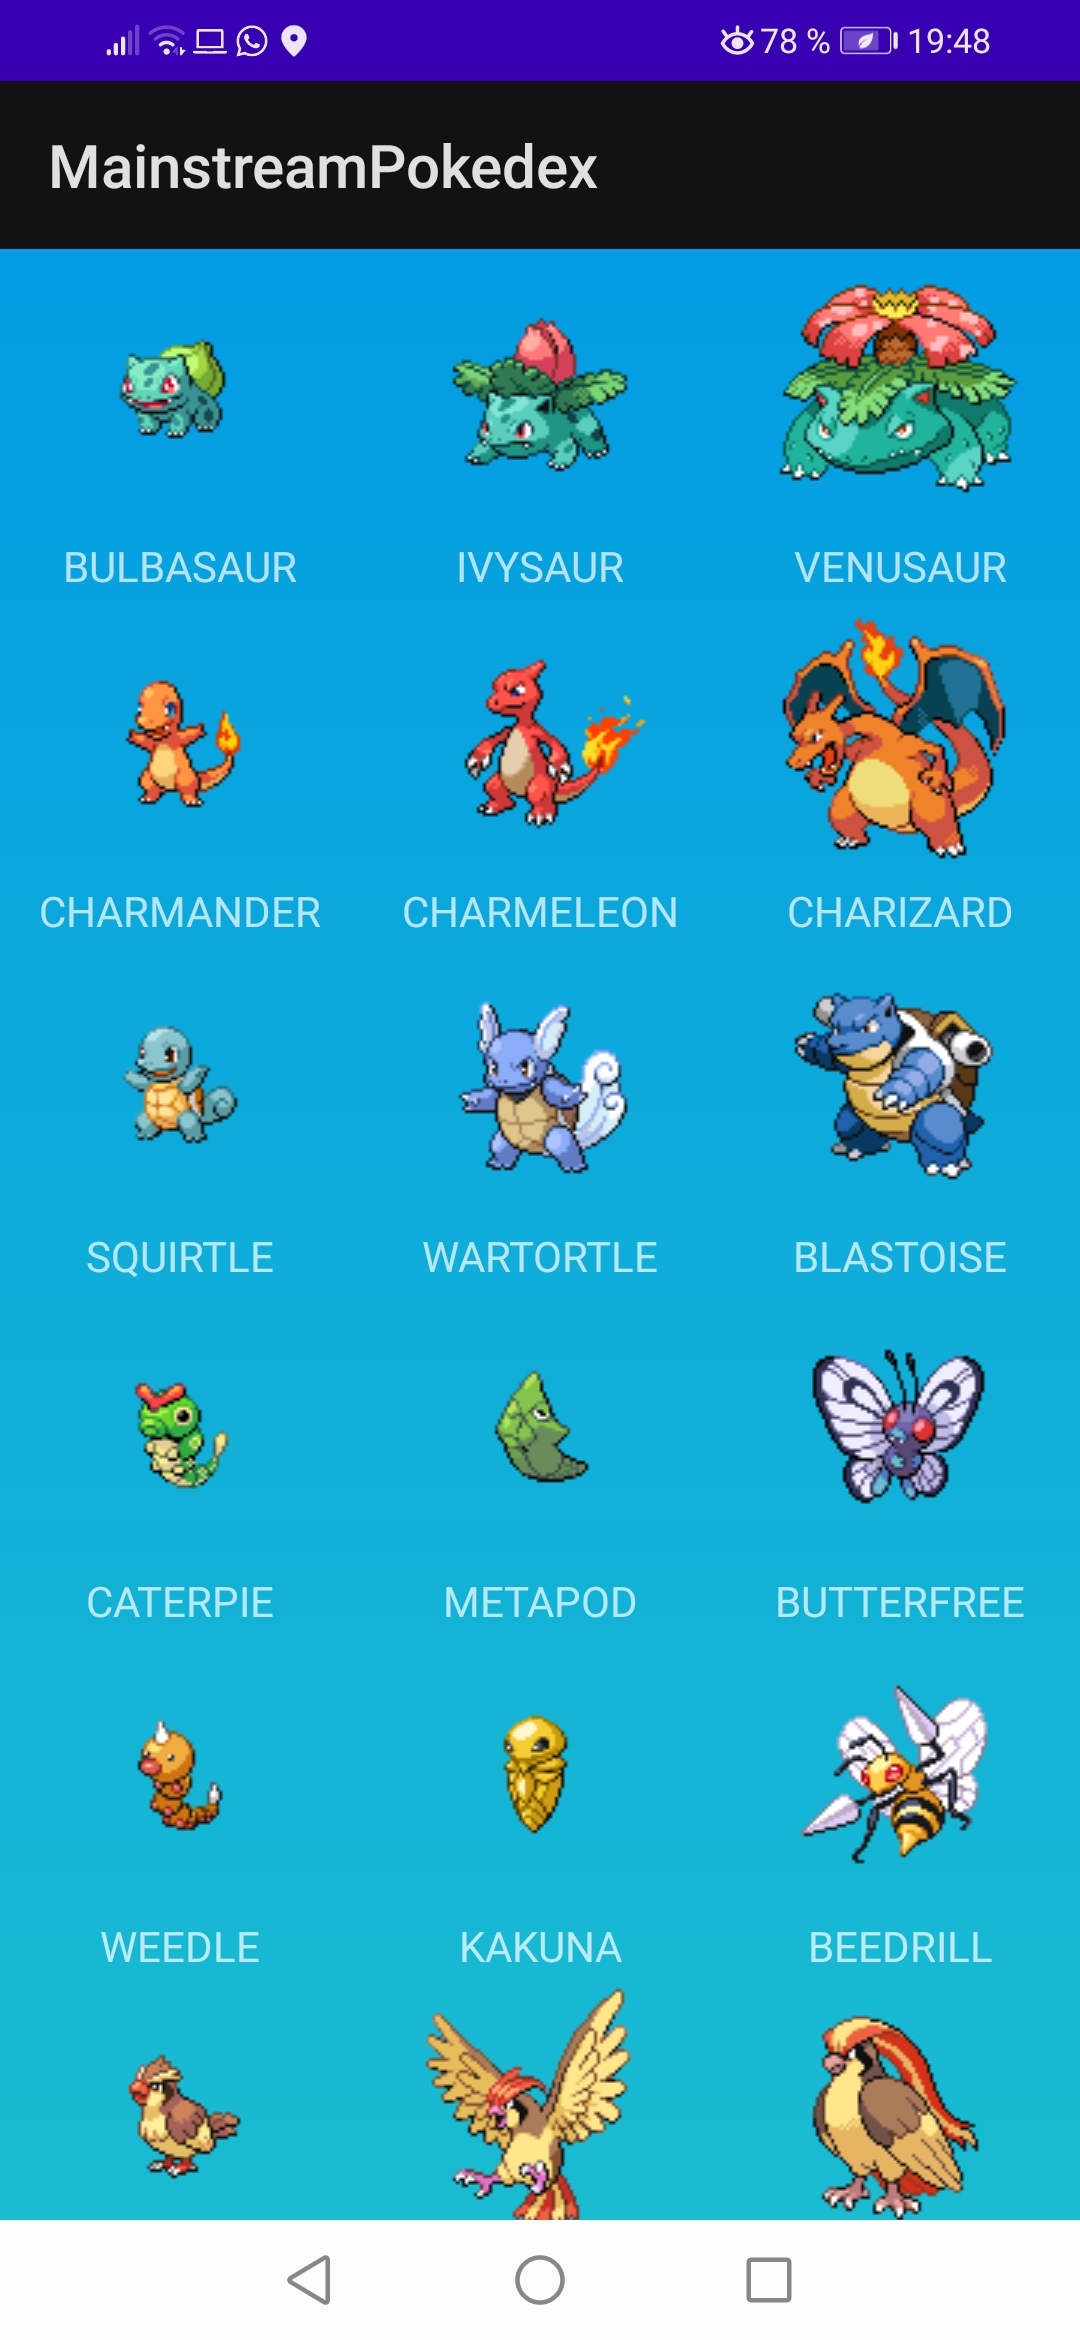 78 % 19:48
MainstreamPokedex
BULBASAUR IVYSAUR VENUSAUR
CHARMANDER CHARMELEON CHARIZARD
SQUIRTLE WARTORTLE BLASTOISE
CATERPIE METAPOD BUTTERFREE
WEEDLE KAKUNA BEEDRILL